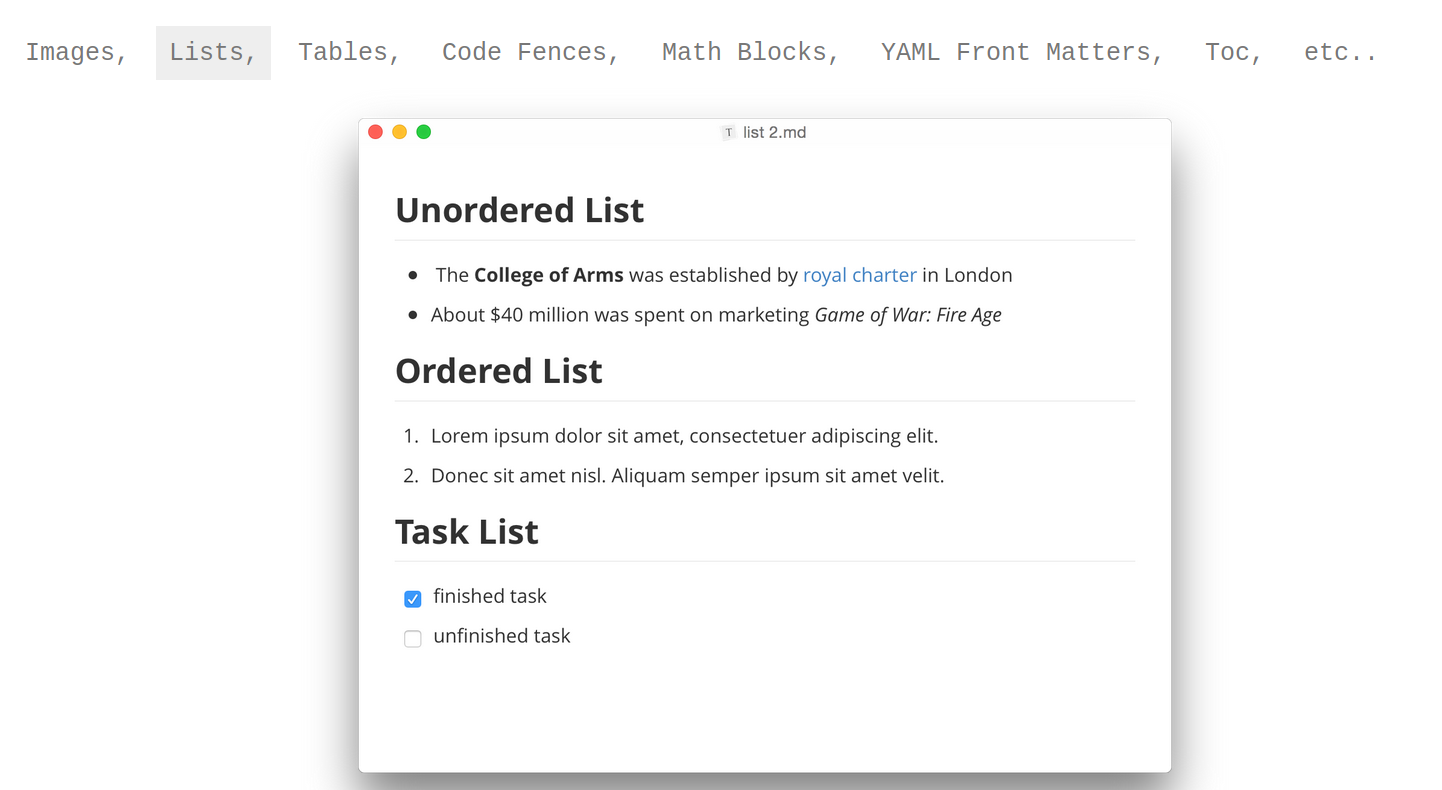 Images, Lists, Tables, Code Fences, Math Blocks, YAML Front Matters, Toc, etc..
T list 2.md
Unordered List
• The College of Arms was established by royal charter in London
• About $40 million was spent on marketing Game of War: Fire Age
Ordered List
1. Lorem ipsum dolor sit amet, consectetuer adipiscing elit.
2. Donec sit amet nisl. Aliquam semper ipsum sit amet velit.
Task List
finished task
unfinished task